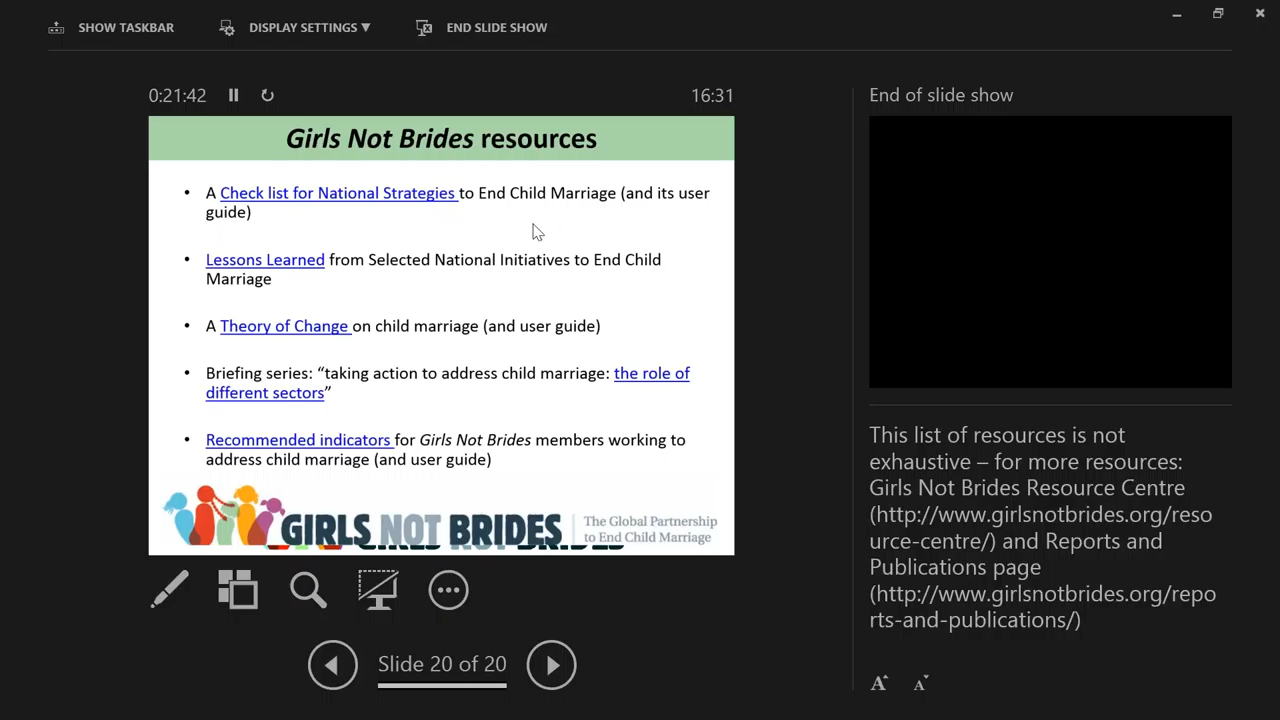 SHOW TASKBAR
DISPLAY SETTINGS ▼
END SLIDE SHOW
0:21:42
16:31
Girls Not Brides resources
• A Check list for National Strategies to End Child Marriage (and its user
guide)
• Lessons Learned from Selected National Initiatives to End Child
Marriage
• A Theory of Change on child marriage (and user guide)
• Briefing series: “taking action to address child marriage: the role of
different sectors”
• Recommended indicators for Girls Not Brides members working to
address child marriage (and user guide)
GIRLS NOT BRIDES
The Global Partnership
to End Child Marriage
Slide 20 of 20
End of slide show
This list of resources is not
exhaustive – for more resources:
Girls Not Brides Resource Centre
(http://www.girlsnotbrides.org/reso
urce-centre/) and Reports and
Publications page
(http://www.girlsnotbrides.org/repo
rts-and-publications/)
A A